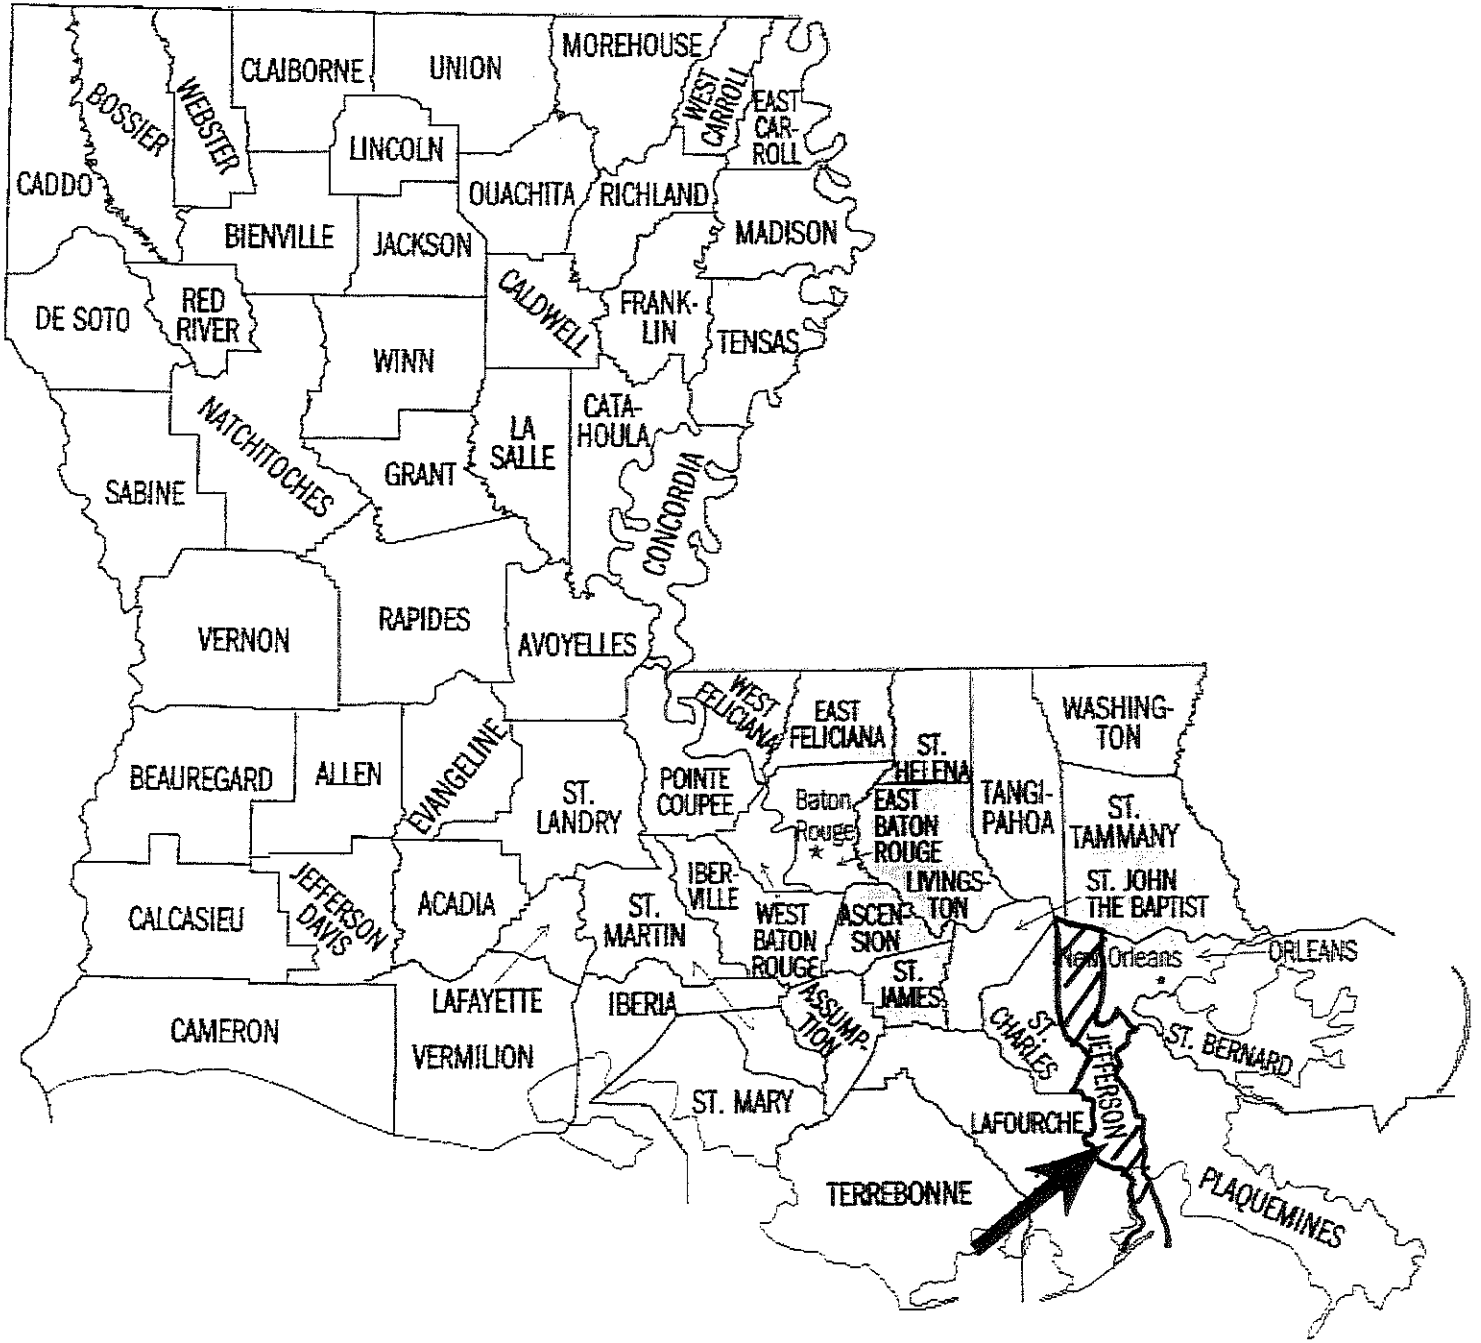 MOREHOUSE
CLAIBORNE
UNION
WEST
CARROLL
BOSSIER
WEBSTER
EAST
CAR-
ROLL
LINCOLN
CADDO
OUACHITA
RICHLAND
BIENVILLE
JACKSON
MADISON
DE SOTO
RED
RIVER
CALDWELL
FRANK-
LIN
TENSAS
WINN
NATCHITOCHES
CATA-
HOULA
LA
SALLE
GRANT
SABINE
CONCORDIA
VERNON
RAPIDES
AVOYELLES
WEST
FELICIANA
EAST
FELICIANA
ST.
HELENA
WASHING-
TON
BEAUREGARD
ALLEN
EVANGELINE
ST.
LANDRY
POINTE
COUPEE
Baton
Rouge
*
EAST
BATON
ROUGE
TANGI-
PAHOA
ST.
TAMMANY
CALCASIEU
JEFFERSON
DAVIS
ACADIA
ST.
MARTIN
IBER-
VILLE
WEST
BATON
ROUGE
ASCEN-
SION
LIVINGS-
TON
ST. JOHN
THE BAPTIST
New Orleans
*
ORLEANS
CAMERON
LAFAYETTE
VERMILION
IBERIA
ASSUMP-
TION
ST.
JAMES
ST.
CHARLES
JEFFERSON
ST. BERNARD
ST. MARY
LAFOURCHE
TERREBONNE
PLAQUEMINES